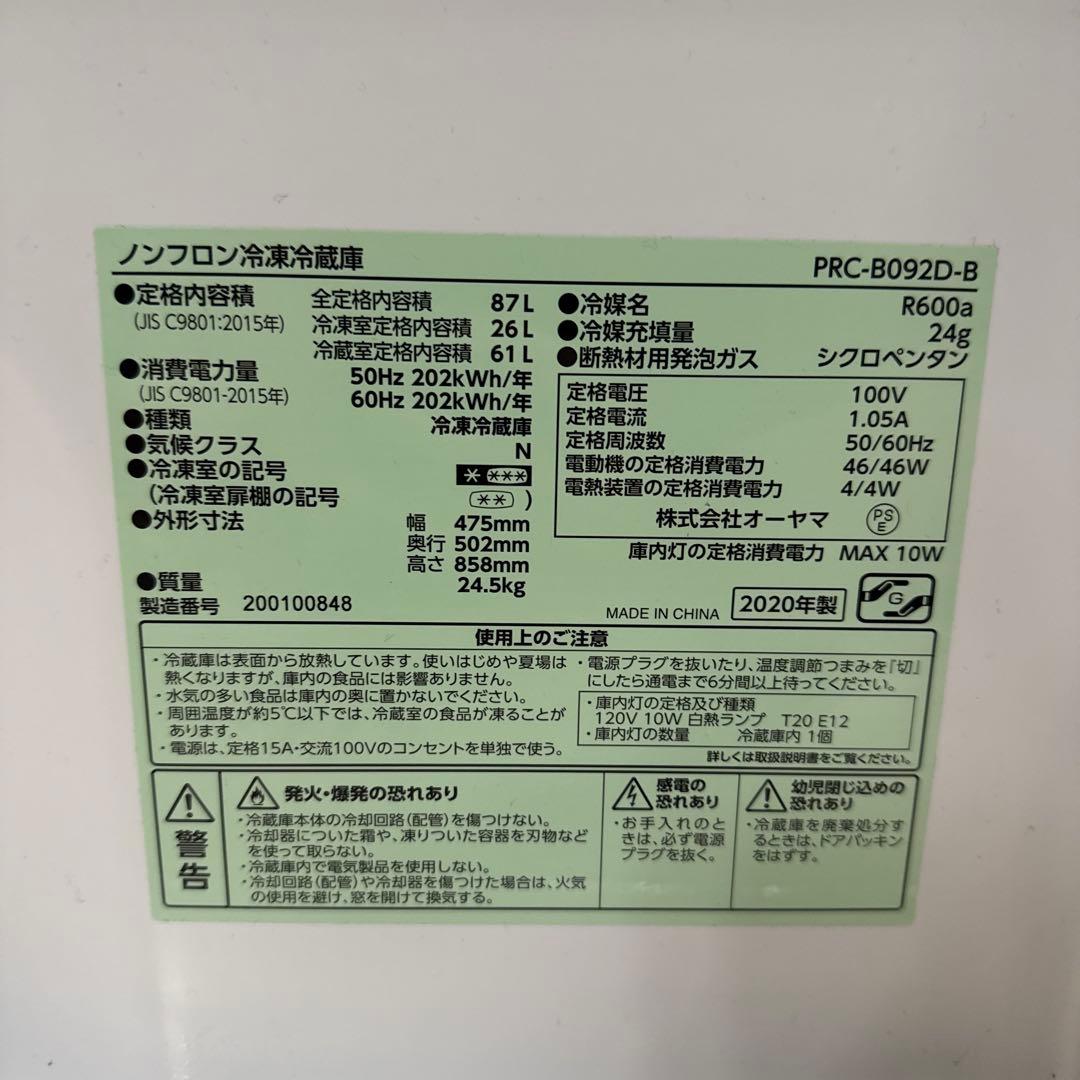 ノンフロン冷凍冷蔵庫
PRC-B092D-B
●定格内容積
(JIS C9801:2015年)
全定格内容積 87L
冷凍室定格内容積 26L
冷蔵室定格内容積 61L
●消費電力量
(JIS C9801-2015年)
50Hz 202kWh/年
60Hz 202kWh/年
●種類 冷凍冷蔵庫
●気候クラス N
●冷凍室の記号 * ***
(冷凍室扉棚の記号 ** )
●外形寸法 幅 475mm
奥行 502mm
高さ 858mm
●質量 24.5kg
製造番号 200100848
●冷媒名 R600a
●冷媒充填量 24g
●断熱材用発泡ガス シクロペンタン
定格電圧 100V
定格電流 1.05A
定格周波数 50/60Hz
電動機の定格消費電力 46/46W
電熱装置の定格消費電力 4/4W
株式会社オーヤマ PSE
庫内灯の定格消費電力 MAX 10W
MADE IN CHINA 2020年製 G
使用上のご注意
・冷蔵庫は表面から放熱しています。使いはじめや夏場は
熱くなりますが、庫内の食品には影響ありません。
・水気の多い食品は庫内の奥に置かないでください。
・周囲温度が約5℃以下では、冷蔵室の食品が凍ることが
あります。
・電源は、定格15A・交流100Vのコンセントを単独で使う。
・電源プラグを抜いたり、温度調節つまみを「切」
にしたら通電まで6分間以上待ってください。
・庫内灯の定格及び種類
120V 10W 白熱ランプ T20 E12
・庫内灯の数量 冷蔵庫内 1個
詳しくは取扱説明書をご覧ください。
警告
発火・爆発の恐れあり
・冷蔵庫本体の冷却回路(配管)を傷つけない。
・冷却器についた霜や、凍りついた容器を刃物など
を使って取らない。
・冷蔵庫内で電気製品を使用しない。
・冷却回路(配管)や冷却器を傷つけた場合は、火気
の使用を避け、窓を開けて換気する。
感電の
恐れあり
・お手入れのと
きは、必ず電源
プラグを抜く。
幼児閉じ込めの
恐れあり
・冷蔵庫を廃棄処分す
るときは、ドアパッキン
をはずす。